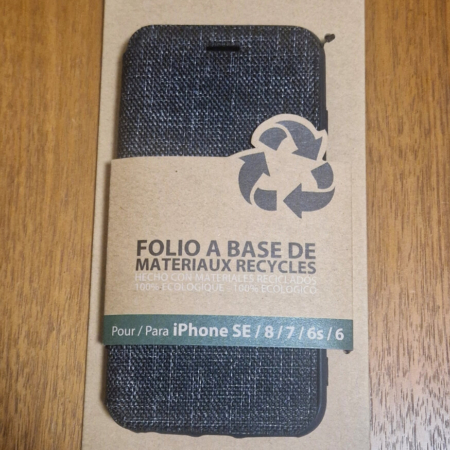 FOLIO A BASE DE
MATERIAUX RECYCLES
HECHO CON MATERIALES RECICLADOS
100% ECOLOGIQUE - 100% ECOLOGICO
Pour / Para iPhone SE / 8 / 7 / 6s / 6